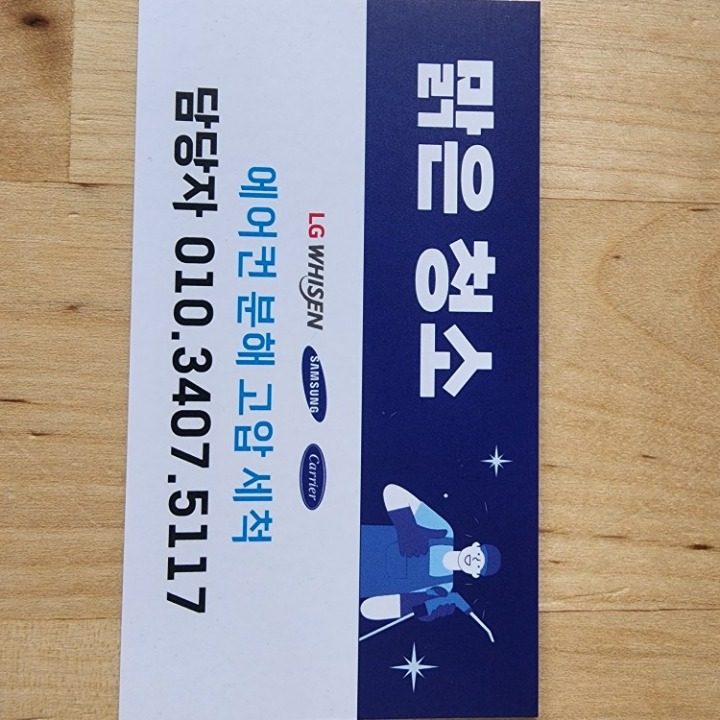 맑은 청소
LG WHISEN
SAMSUNG
Carrier
에어컨 분해 고압 세척
담당자 010.3407.5117